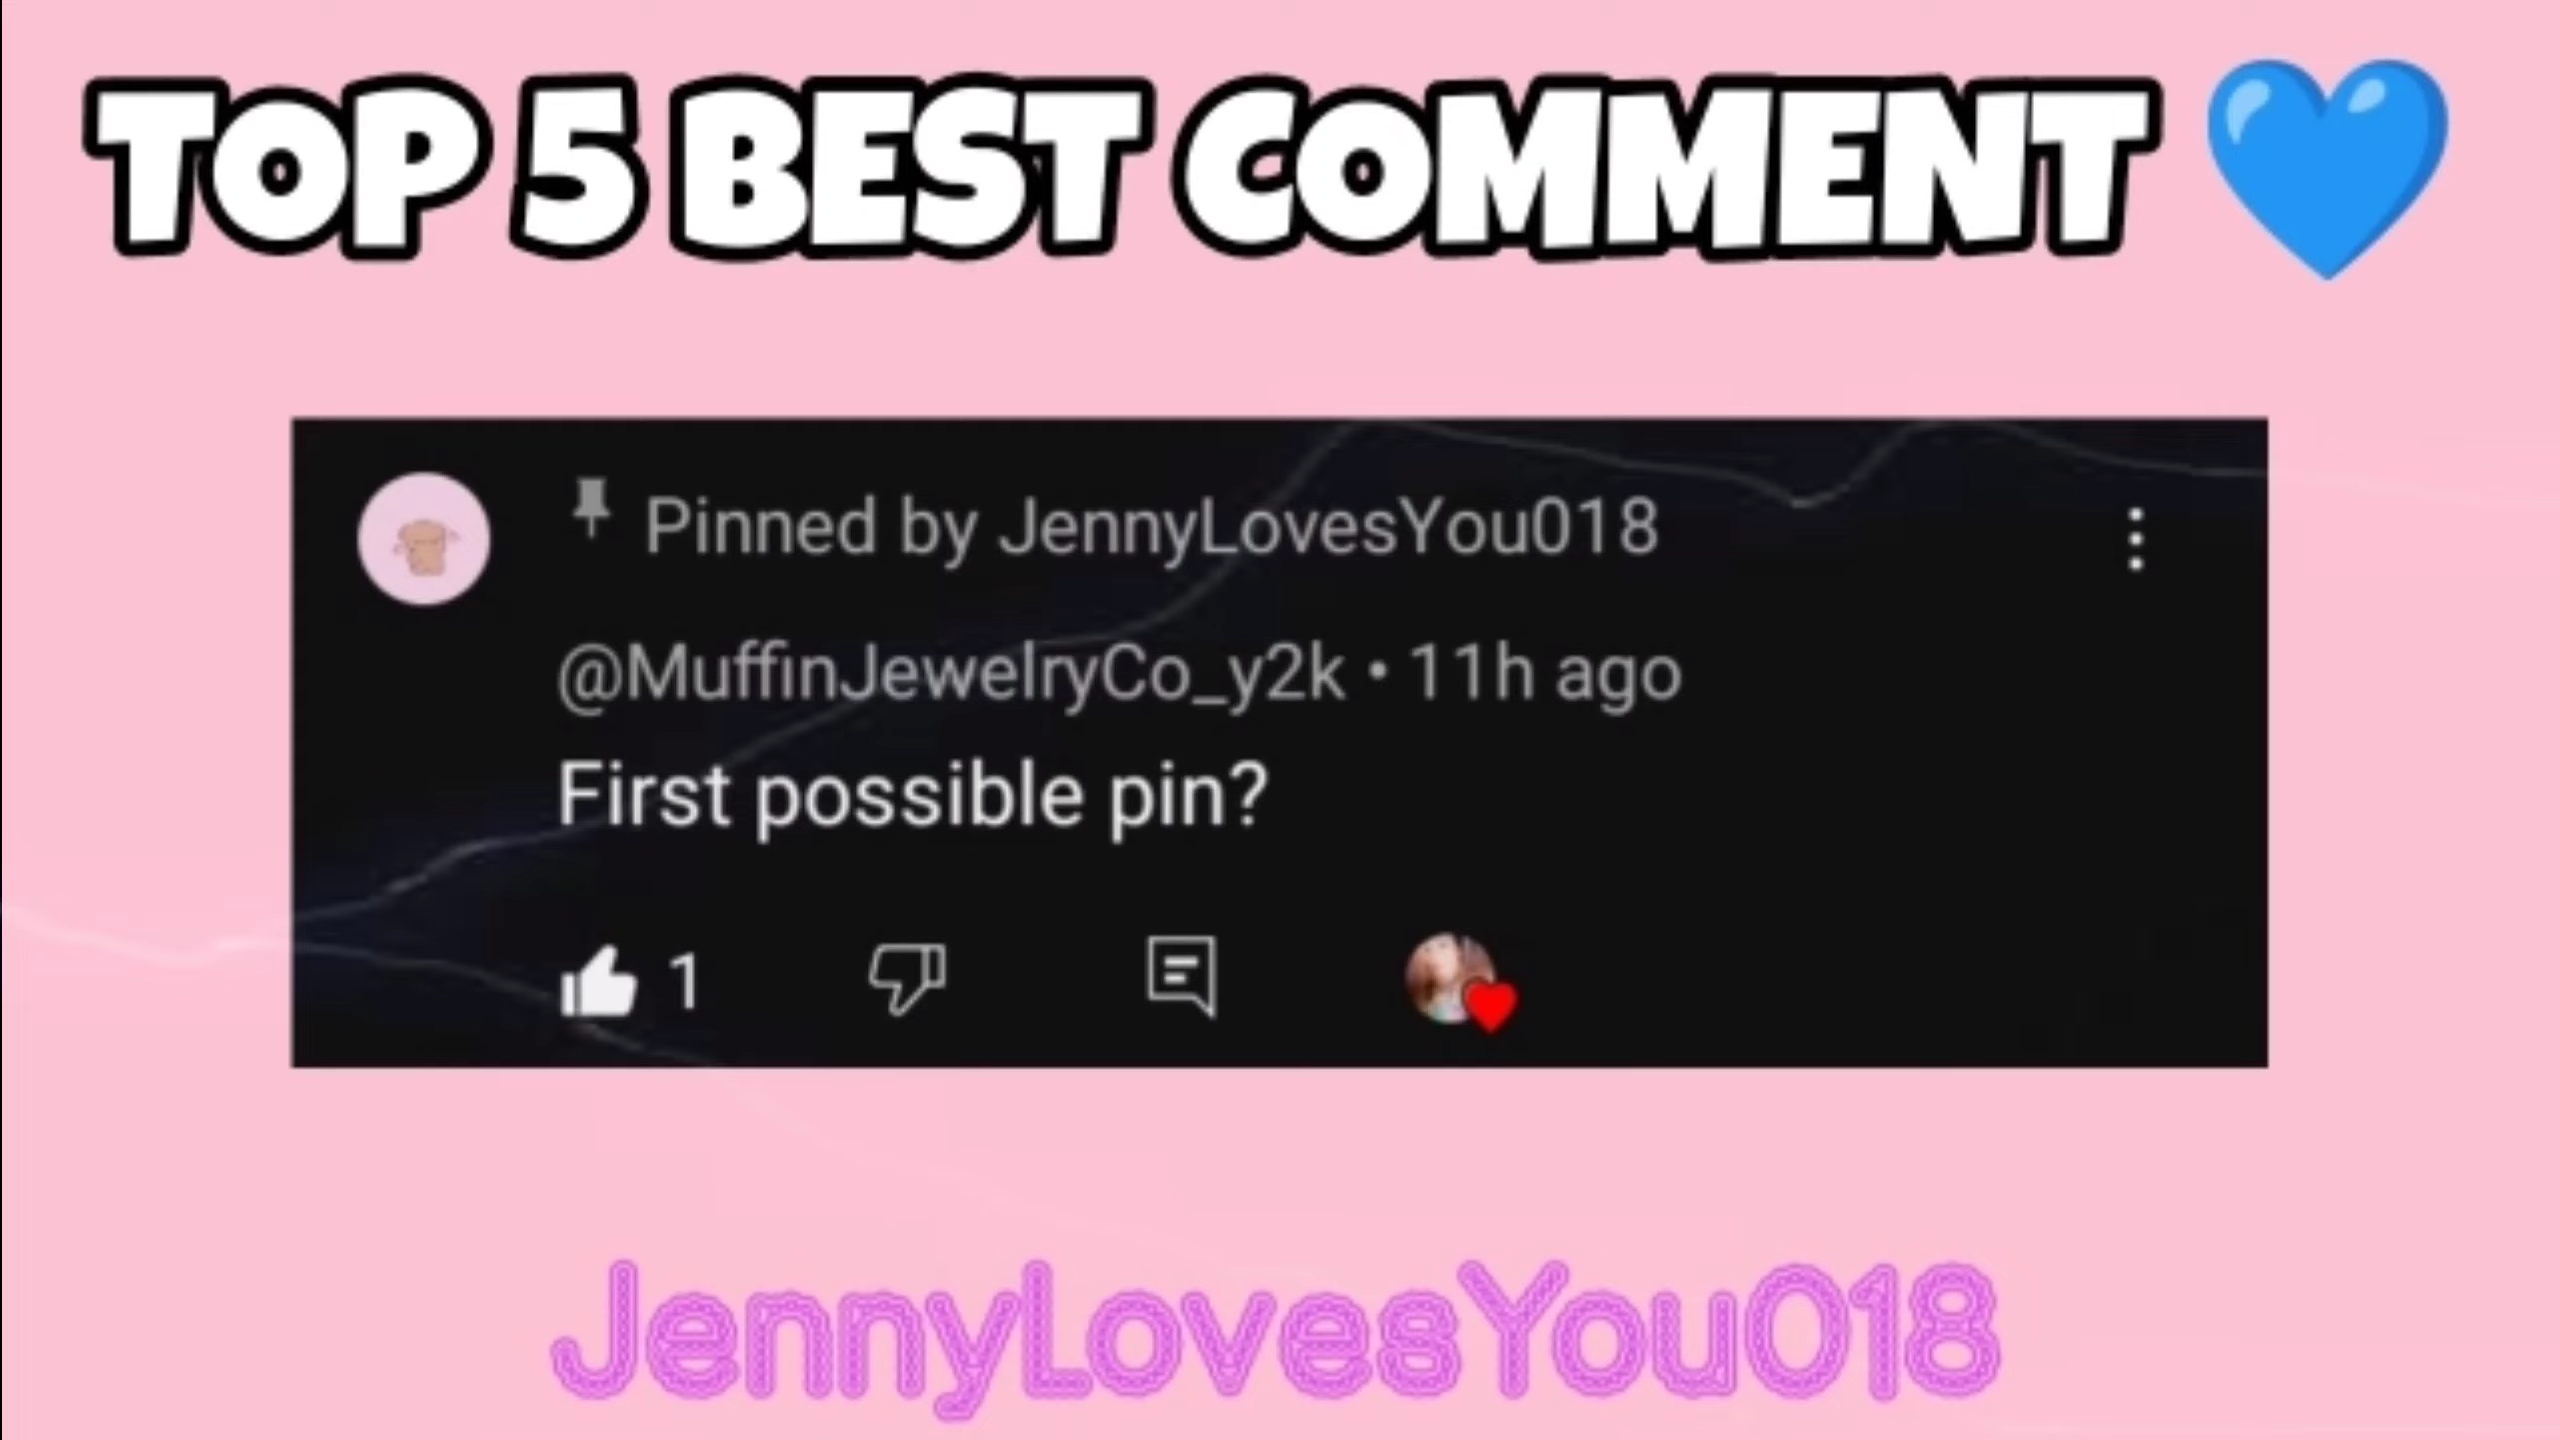 TOP 5 BEST COMMENT 💙
Pinned by JennyLovesYou018
@MuffinJewelryCo_y2k • 11h ago
First possible pin?
1
JennyLovesYou018